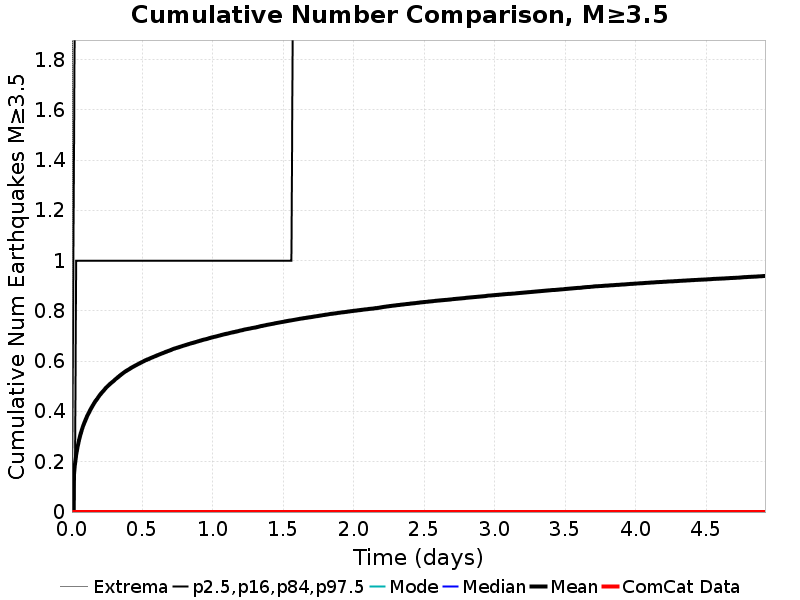 Cumulative Number Comparison, M≥3.5
Cumulative Num Earthquakes M≥3.5
1.8
1.6
1.4
1.2
1
0.8
0.6
0.4
0.2
0
0.0 0.5 1.0 1.5 2.0 2.5 3.0 3.5 4.0 4.5
Time (days)
Extrema p2.5,p16,p84,p97.5 Mode Median Mean ComCat Data